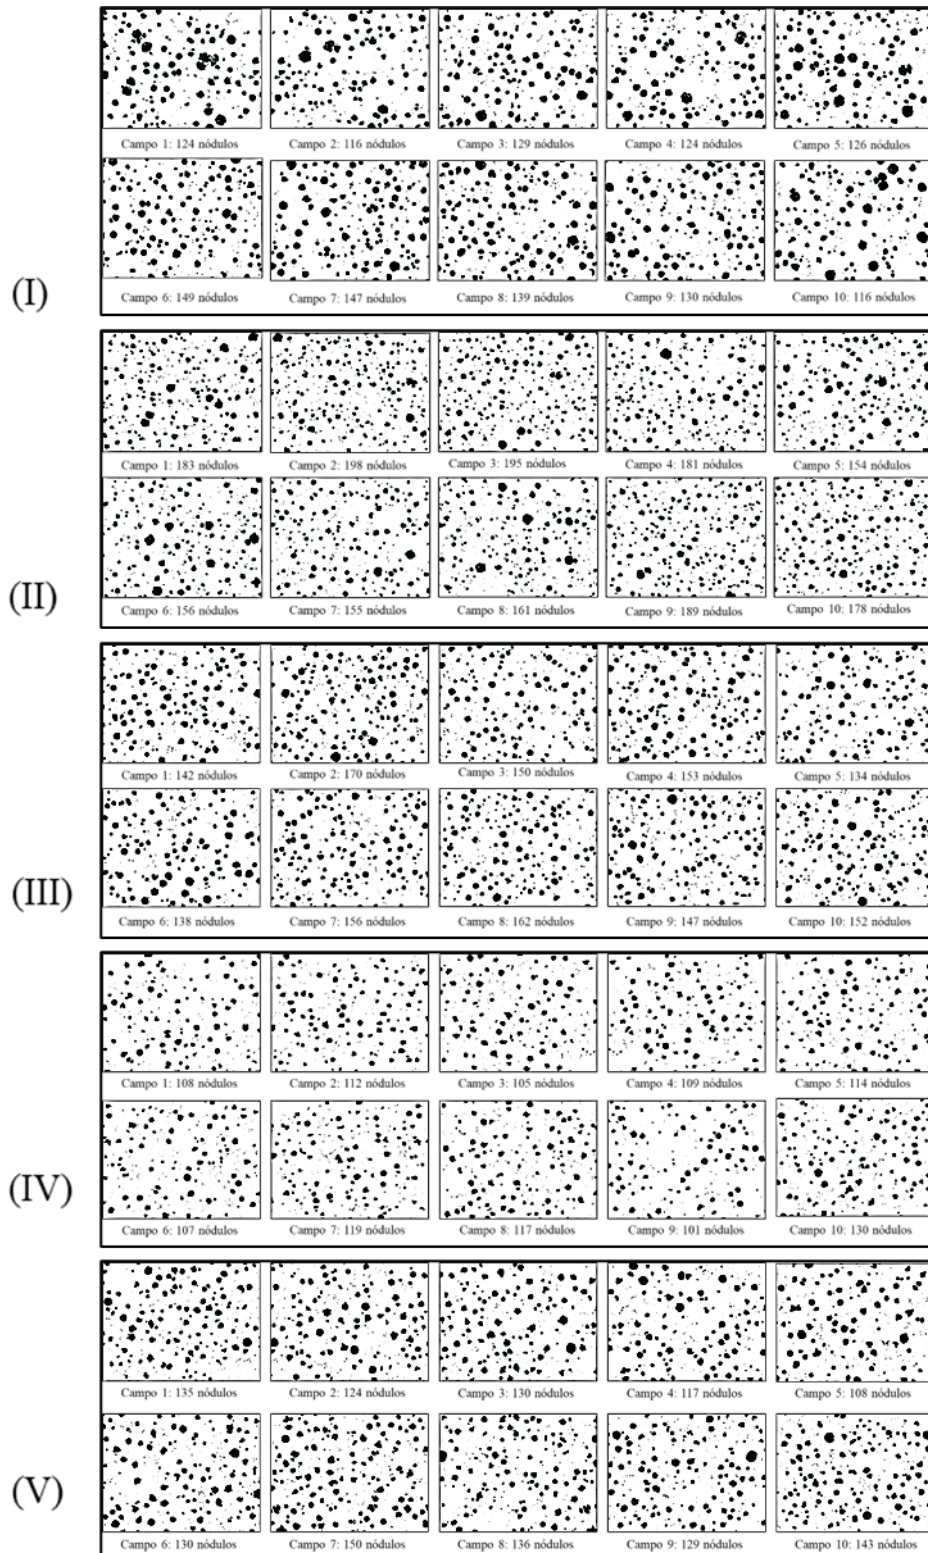 Campo 1: 124 nódulos Campo 2: 116 nódulos Campo 3: 129 nódulos Campo 4: 124 nódulos Campo 5: 126 nódulos
Campo 6: 149 nódulos Campo 7: 147 nódulos Campo 8: 139 nódulos Campo 9: 130 nódulos Campo 10: 116 nódulos
(I)
Campo 1: 183 nódulos Campo 2: 198 nódulos Campo 3: 195 nódulos Campo 4: 181 nódulos Campo 5: 154 nódulos
Campo 6: 156 nódulos Campo 7: 155 nódulos Campo 8: 161 nódulos Campo 9: 189 nódulos Campo 10: 178 nódulos
(II)
Campo 1: 142 nódulos Campo 2: 170 nódulos Campo 3: 150 nódulos Campo 4: 153 nódulos Campo 5: 134 nódulos
Campo 6: 138 nódulos Campo 7: 156 nódulos Campo 8: 162 nódulos Campo 9: 147 nódulos Campo 10: 152 nódulos
(III)
Campo 1: 108 nódulos Campo 2: 112 nódulos Campo 3: 105 nódulos Campo 4: 109 nódulos Campo 5: 114 nódulos
Campo 6: 107 nódulos Campo 7: 119 nódulos Campo 8: 117 nódulos Campo 9: 101 nódulos Campo 10: 130 nódulos
(IV)
Campo 1: 135 nódulos Campo 2: 124 nódulos Campo 3: 130 nódulos Campo 4: 117 nódulos Campo 5: 108 nódulos
Campo 6: 130 nódulos Campo 7: 150 nódulos Campo 8: 136 nódulos Campo 9: 129 nódulos Campo 10: 143 nódulos
(V)